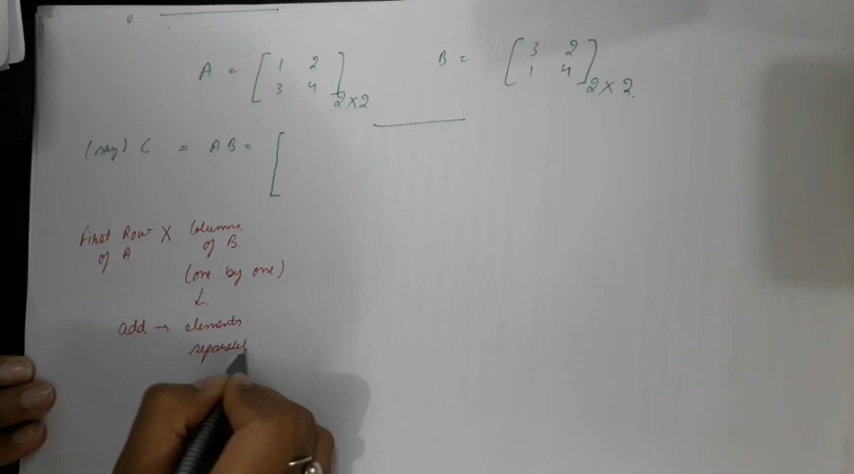 A = [ 1 2
3 4 ] 2×2
B = [ 3 2
1 4 ] 2×2.
(say) C = AB = [
First Row × Columns
of A of B.
(one by one)
↓
add → elements
separatel